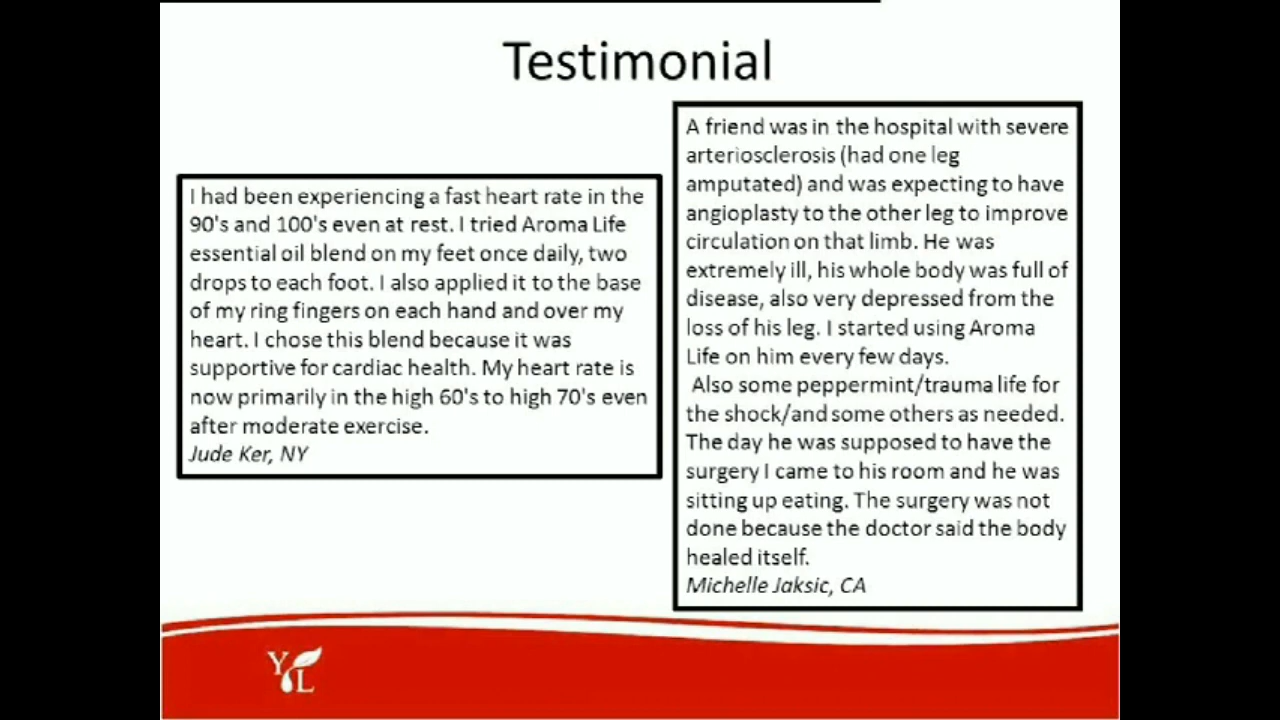 Testimonial
I had been experiencing a fast heart rate in the
90's and 100's even at rest. I tried Aroma Life
essential oil blend on my feet once daily, two
drops to each foot. I also applied it to the base
of my ring fingers on each hand and over my
heart. I chose this blend because it was
supportive for cardiac health. My heart rate is
now primarily in the high 60's to high 70's even
after moderate exercise.
Jude Ker, NY
A friend was in the hospital with severe
arteriosclerosis (had one leg
amputated) and was expecting to have
angioplasty to the other leg to improve
circulation on that limb. He was
extremely ill, his whole body was full of
disease, also very depressed from the
loss of his leg. I started using Aroma
Life on him every few days.
Also some peppermint/trauma life for
the shock/and some others as needed.
The day he was supposed to have the
surgery I came to his room and he was
sitting up eating. The surgery was not
done because the doctor said the body
healed itself.
Michelle Jaksic, CA
YL